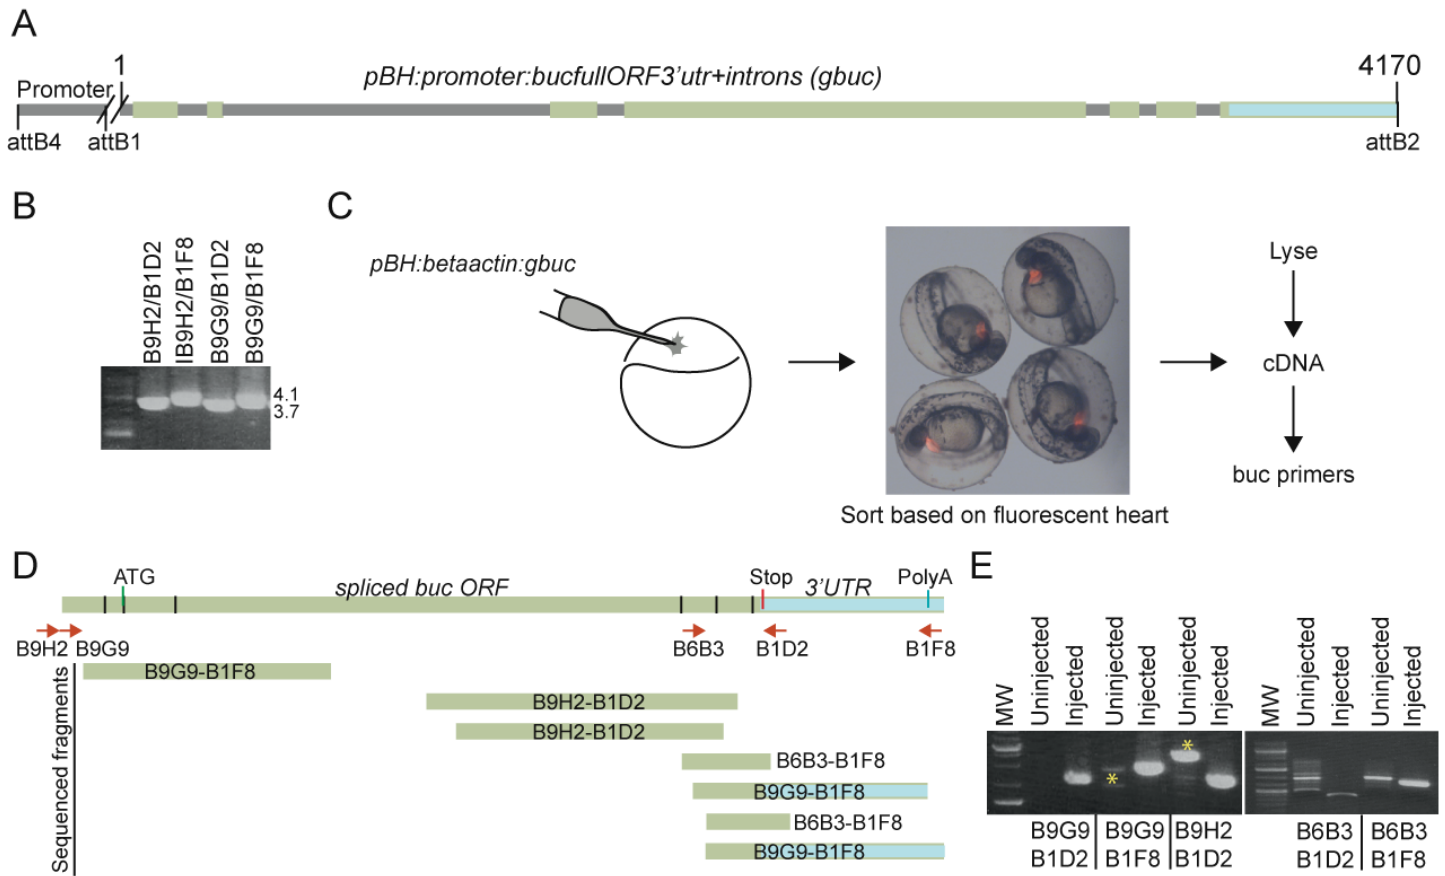 A
1
pBH:promoter:bucfullORF3'utr+introns (gbuc)
4170
Promoter
attB4
attB1
attB2
B
B9H2/B1D2
IB9H2/B1F8
B9G9/B1D2
B9G9/B1F8
4.1
3.7
C
pBH:betaactin:gbuc
Sort based on fluorescent heart
Lyse
cDNA
buc primers
D
ATG
spliced buc ORF
Stop
3'UTR
PolyA
B9H2
B9G9
B6B3
B1D2
B1F8
Sequenced fragments
B9G9-B1F8
B9H2-B1D2
B9H2-B1D2
B6B3-B1F8
B9G9-B1F8
B6B3-B1F8
B9G9-B1F8
E
MW
Uninjected
Injected
Uninjected
Injected
Uninjected
Injected
MW
Uninjected
Injected
Uninjected
Injected
*
*
B9G9
B1D2
B9G9
B1F8
B9H2
B1D2
B6B3
B1D2
B6B3
B1F8